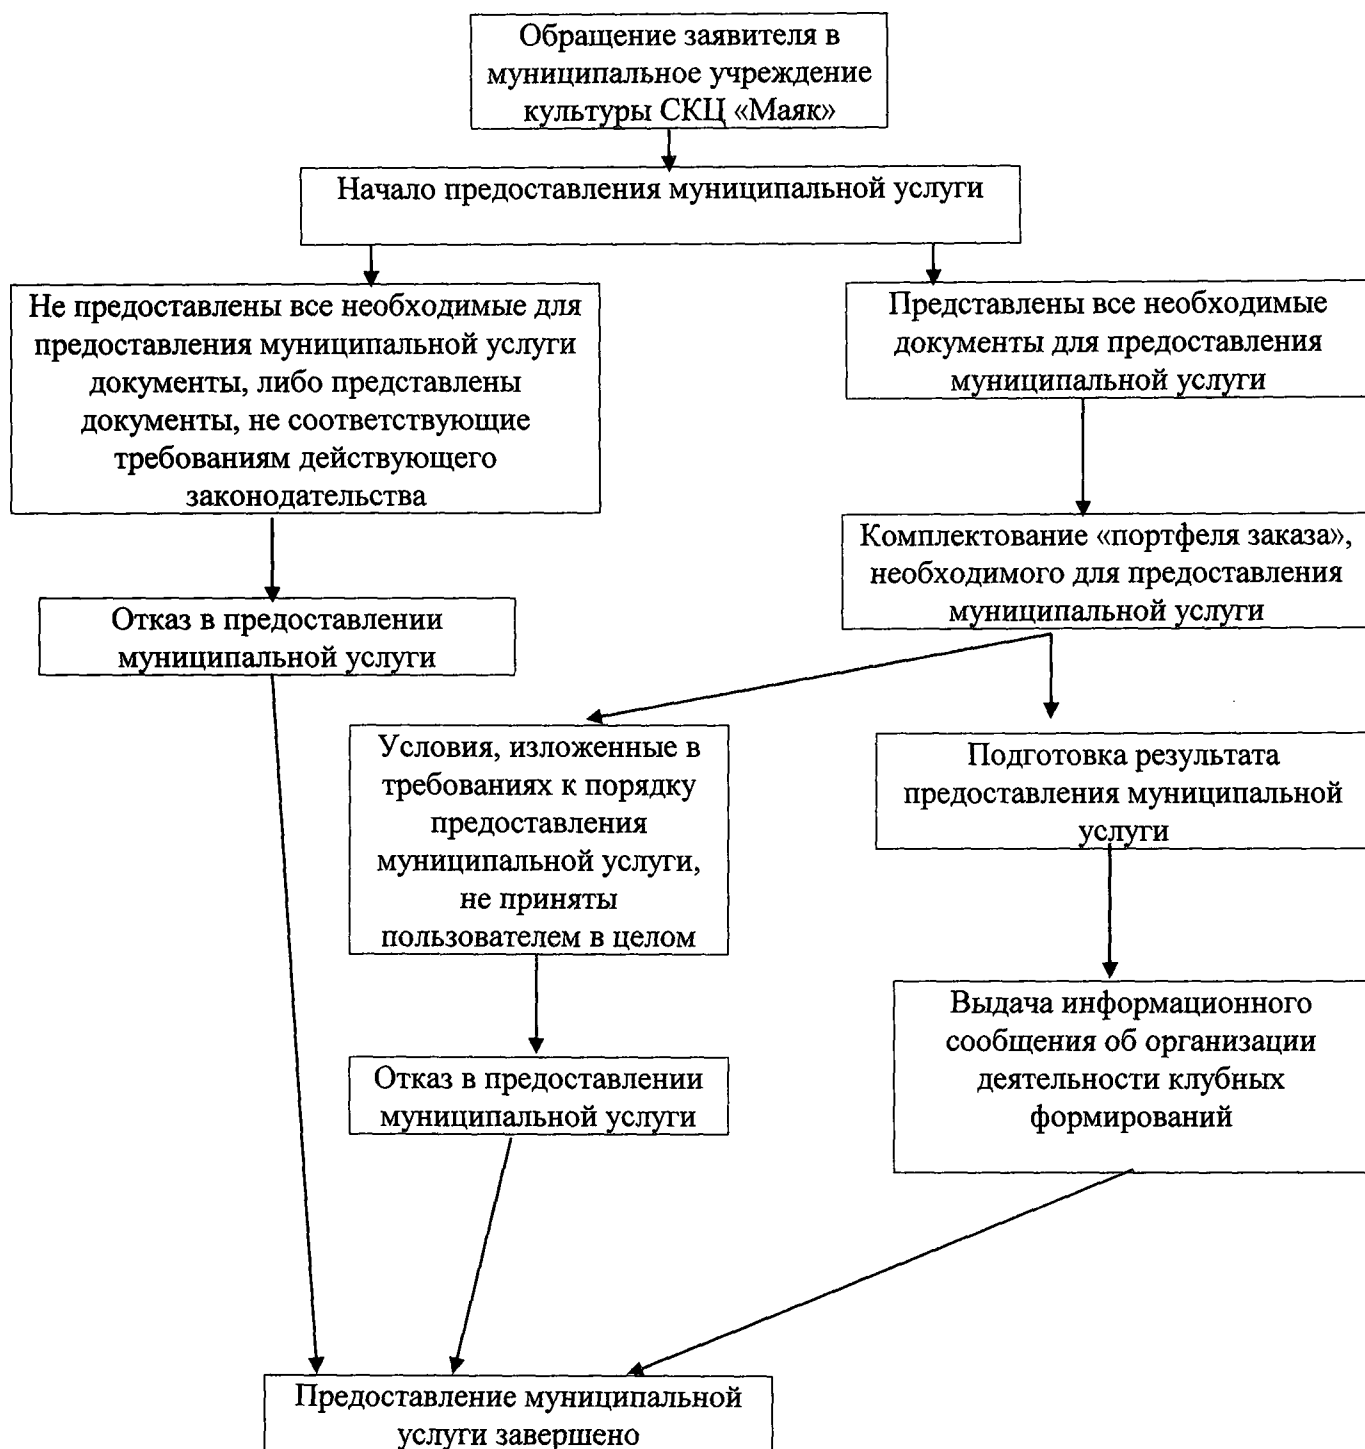 Обращение заявителя в
муниципальное учреждение
культуры СКЦ «Маяк»
Начало предоставления муниципальной услуги
Не предоставлены все необходимые для
предоставления муниципальной услуги
документы, либо представлены
документы, не соответствующие
требованиям действующего
законодательства
Представлены все необходимые
документы для предоставления
муниципальной услуги
Комплектование «портфеля заказа»,
необходимого для предоставления
муниципальной услуги
Отказ в предоставлении
муниципальной услуги
Условия, изложенные в
требованиях к порядку
предоставления
муниципальной услуги,
не приняты
пользователем в целом
Подготовка результата
предоставления муниципальной
услуги
Отказ в предоставлении
муниципальной услуги
Выдача информационного
сообщения об организации
деятельности клубных
формирований
Предоставление муниципальной
услуги завершено